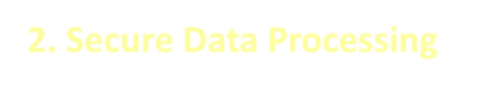 2. Secure Data Processing